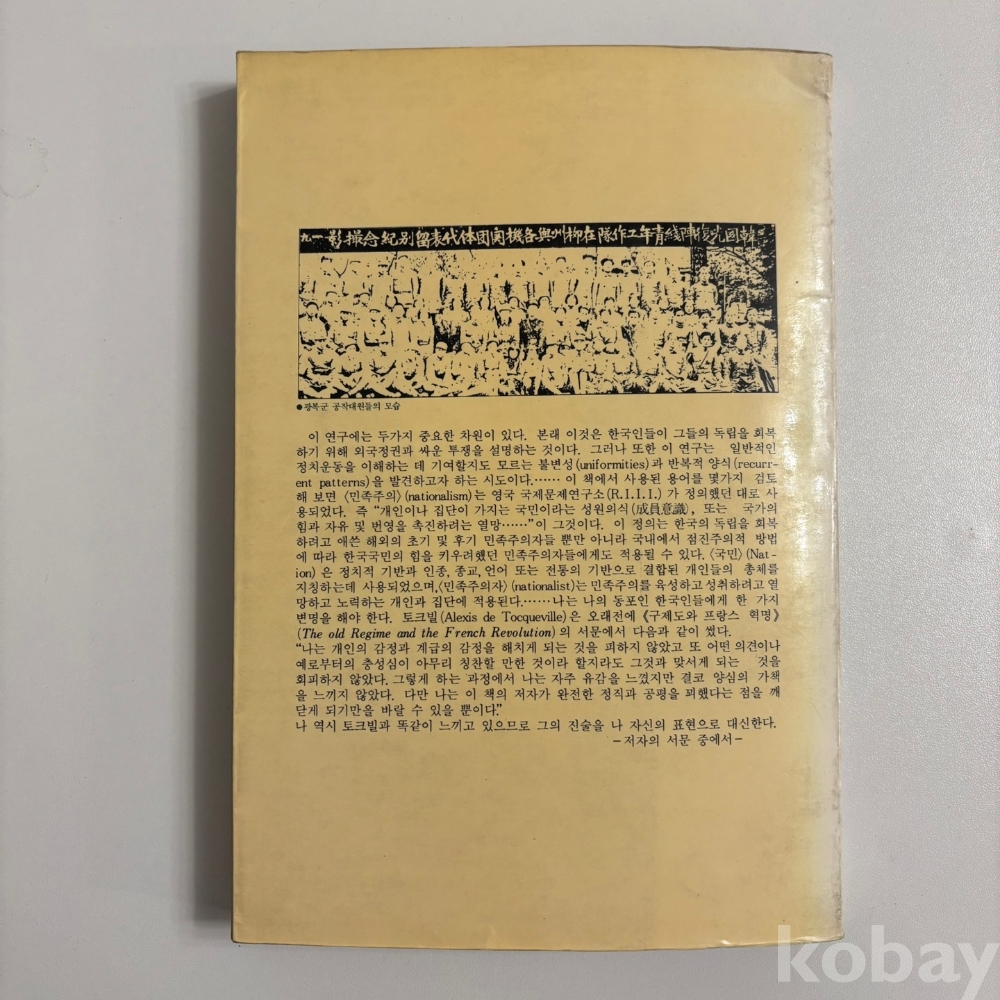 韓国光復陣綫青年工作隊在柳州與各機関団体代表留别紀念撮影一九
●광복군 공작대원들의 모습
이 연구에는 두가지 중요한 차원이 있다. 본래 이것은 한국인들이 그들의 독립을 회복
하기 위해 외국정권과 싸운 투쟁을 설명하는 것이다. 그러나 또한 이 연구는 일반적인
정치운동을 이해하는 데 기여할지도 모르는 불변성(uniformities)과 반복적 양식(recurr-
ent patterns)을 발견하고자 하는 시도이다.…… 이 책에서 사용된 용어를 몇가지 검토
해 보면 〈민족주의〉(nationalism)는 영국 국제문제연구소(R.I.I.I.)가 정의했던 대로 사
용되었다. 즉 “개인이나 집단이 가지는 국민이라는 성원의식(成員意識), 또는 국가의
힘과 자유 및 번영을 촉진하려는 열망……”이 그것이다. 이 정의는 한국의 독립을 회복
하려고 애쓴 해외의 초기 및 후기 민족주의자들 뿐만 아니라 국내에서 점진주의적 방법
에 따라 한국국민의 힘을 키우려했던 민족주의자들에게도 적용될 수 있다. 〈국민〉(Nat-
ion)은 정치적 기반과 인종, 종교, 언어 또는 전통의 기반으로 결합된 개인들의 총체를
지칭하는데 사용되었으며,〈민족주의자〉(nationalist)는 민족주의를 육성하고 성취하려고 열
망하고 노력하는 개인과 집단에 적용된다.……나는 나의 동포인 한국인들에게 한 가지
변명을 해야 한다. 토크빌(Alexis de Tocqueville)은 오래전에 《구제도와 프랑스 혁명》
(The old Regime and the French Revolution)의 서문에서 다음과 같이 썼다.
“나는 개인의 감정과 계급의 감정을 해치게 되는 것을 피하지 않았고 또 어떤 의견이나
예로부터의 충성심이 아무리 칭찬할 만한 것이라 할지라도 그것과 맞서게 되는 것을
회피하지 않았다. 그렇게 하는 과정에서 나는 자주 유감을 느꼈지만 결코 양심의 가책
을 느끼지 않았다. 다만 나는 이 책의 저자가 완전한 정직과 공평을 꾀했다는 점을 깨
닫게 되기만을 바랄 수 있을 뿐이다.”
나 역시 토크빌과 똑같이 느끼고 있으므로 그의 진술을 나 자신의 표현으로 대신한다.
－저자의 서문 중에서－
kobay